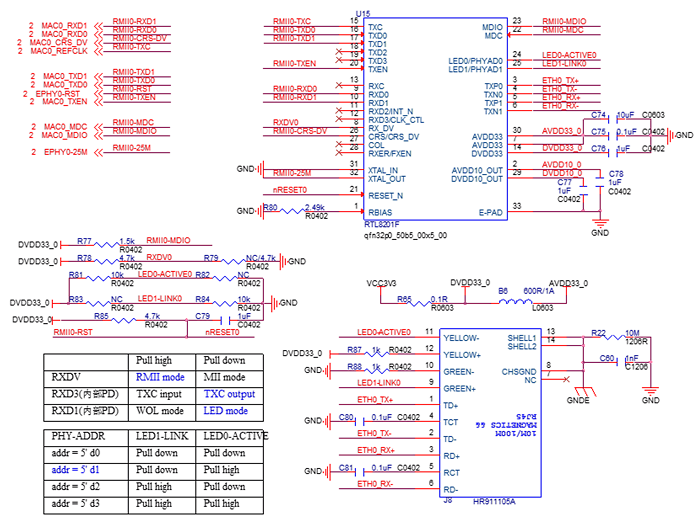 U15
2 MAC0_RXD1 RMII0-RXD1
2 MAC0_RXD0 RMII0-RXD0
2 MAC0_CRS_DV RMII0-CRS-DV
2 MAC0_REFCLK RMII0-TXC
2 MAC0_TXD1 RMII0-TXD1
2 MAC0_TXD0 RMII0-TXD0
2 EPHY0-RST RMII0-RST
2 MAC0_TXEN RMII0-TXEN
2 MAC0_MDC RMII0-MDC
2 MAC0_MDIO RMII0-MDIO
2 EPHY0-25M RMII0-25M
RMII0-TXC 15 TXC
RMII0-TXD0 16 TXD0
RMII0-TXD1 17 TXD1
18 TXD2
19 TXD3
RMII0-TXEN 20 TXEN
13 RXC
RMII0-RXD0 9 RXD0
RMII0-RXD1 10 RXD1
11 RXD2/INT_N
12 RXD3/CLK_CTL
RXDV0 8 RX_DV
RMII0-CRS-DV 26 CRS/CRS_DV
27 COL
28 RXER/FXEN
GND 31 XTAL_IN
RMII0-25M 32 XTAL_OUT
nRESET0 21 RESET_N
GND R80 2.49k R0402 1 RBIAS
MDIO 23 RMII0-MDIO
MDC 22 RMII0-MDC
LED0/PHYAD0 24 LED0-ACTIVE0
LED1/PHYAD1 25 LED1-LINK0
TXP0 3 ETH0_TX+
TXN0 4 ETH0_TX-
TXP1 5 ETH0_RX+
TXN1 6 ETH0_RX-
C74 10uF C0603
AVDD33 30 AVDD33_0 C75 0.1uF C0402 GND
AVDD33 7
DVDD33 14 DVDD33_0 C76 1uF C0402
AVDD10_OUT 2 AVDD10_0
DVDD10_OUT 29 DVDD10_0
C77 1uF C0402
C78 1uF C0402
E-PAD 33
GND
RTL8201F
qfn32p0_50b5_00x5_00
DVDD33_0 R77 1.5k R0402 RMII0-MDIO
DVDD33_0 R78 4.7k R0402 RXDV0 R79 NC/4.7k R0402 GND
R81 10k R0402 LED0-ACTIVE0 R82 NC R0402
DVDD33_0 R83 NC R0402 LED1-LINK0 R84 10k R0402 GND
DVDD33_0 R85 4.7k R0402 C79 1uF C0402
RMII0-RST nRESET0
VCC3V3 DVDD33_0 AVDD33_0
R65 0.1R R0603 B6 600R/1A L0603
Pull high Pull down
RXDV RMII mode MII mode
RXD3(内部PD) TXC input TXC output
RXD1(内部PD) WOL mode LED mode
PHY-ADDR LED1-LINK LED0-ACTIVE
addr = 5' d0 Pull down Pull down
addr = 5' d1 Pull down Pull high
addr = 5' d2 Pull high Pull down
addr = 5' d3 Pull high Pull high
LED0-ACTIVE0 11 YELLOW-
DVDD33_0 R87 1k R0402 12 YELLOW+
GND R88 1k R0402 10 GREEN-
LED1-LINK0 9 GREEN+
ETH0_TX+ 1 TD+
GND C80 0.1uF C0402 4 TCT
ETH0_TX- 2 TD-
ETH0_RX+ 3 RD+
GND C81 0.1uF C0402 5 RCT
ETH0_RX- 6 RD-
SHELL1 13
SHELL2 14
CHSGND 8
NC 7
10M/100M
MAGNETICS 66
RJ45
R22 10M 1206R
C60 1nF C1206
GNDE GND
J8 HR911105A